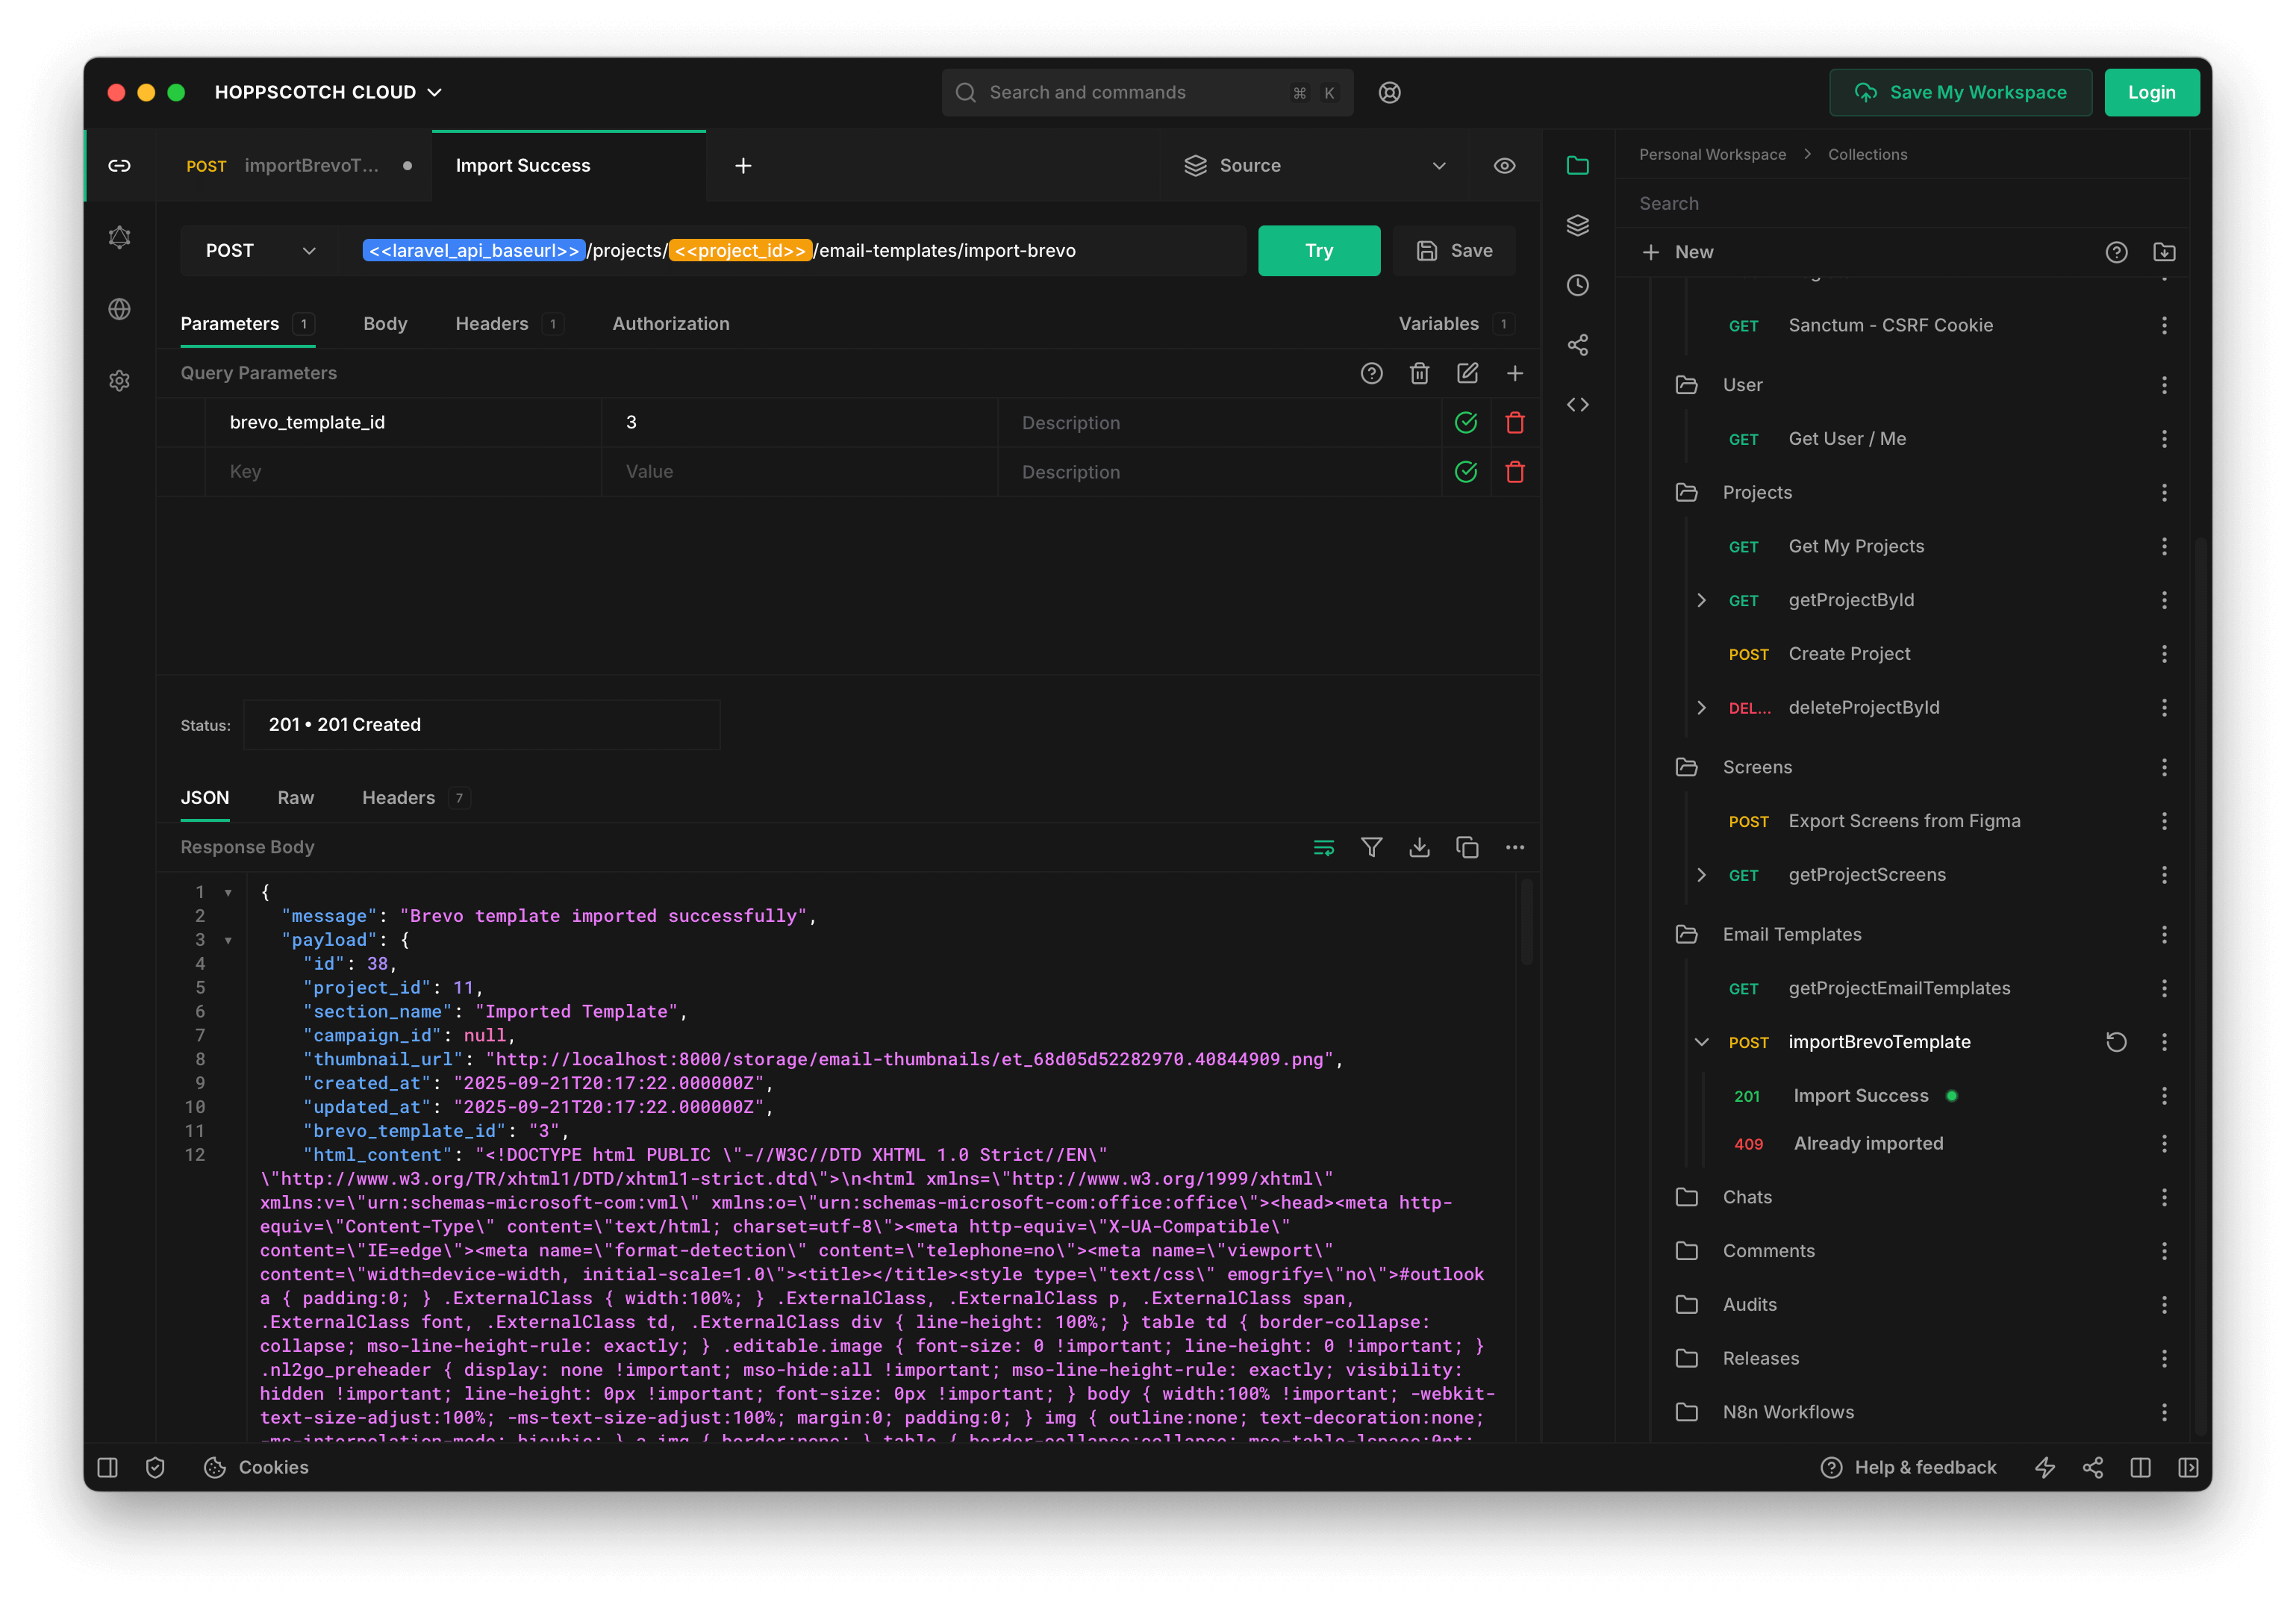 HOPPSCOTCH CLOUD
Search and commands
⌘ K
Save My Workspace
Login
POST importBrevoT...
Import Success
Source
POST
<<laravel_api_baseurl>>/projects/<<project_id>>/email-templates/import-brevo
Try
Save
Parameters 1
Body
Headers 1
Authorization
Variables 1
Query Parameters
brevo_template_id 3 Description
Key Value Description
Status: 201 • 201 Created
JSON
Raw
Headers 7
Response Body
1 {
2 "message": "Brevo template imported successfully",
3 "payload": {
4 "id": 38,
5 "project_id": 11,
6 "section_name": "Imported Template",
7 "campaign_id": null,
8 "thumbnail_url": "http://localhost:8000/storage/email-thumbnails/et_68d05d52282970.40844909.png",
9 "created_at": "2025-09-21T20:17:22.000000Z",
10 "updated_at": "2025-09-21T20:17:22.000000Z",
11 "brevo_template_id": "3",
12 "html_content": "<!DOCTYPE html PUBLIC \"-//W3C//DTD XHTML 1.0 Strict//EN\"
\"http://www.w3.org/TR/xhtml1/DTD/xhtml1-strict.dtd\">\n<html xmlns=\"http://www.w3.org/1999/xhtml\"
xmlns:v=\"urn:schemas-microsoft-com:vml\" xmlns:o=\"urn:schemas-microsoft-com:office:office\"><head><meta http-
equiv=\"Content-Type\" content=\"text/html; charset=utf-8\"><meta http-equiv=\"X-UA-Compatible\"
content=\"IE=edge\"><meta name=\"format-detection\" content=\"telephone=no\"><meta name=\"viewport\"
content=\"width=device-width, initial-scale=1.0\"><title></title><style type=\"text/css\" emogrify=\"no\">#outlook
a { padding:0; } .ExternalClass { width:100%; } .ExternalClass, .ExternalClass p, .ExternalClass span,
.ExternalClass font, .ExternalClass td, .ExternalClass div { line-height: 100%; } table td { border-collapse:
collapse; mso-line-height-rule: exactly; } .editable.image { font-size: 0 !important; line-height: 0 !important; }
.nl2go_preheader { display: none !important; mso-hide:all !important; mso-line-height-rule: exactly; visibility:
hidden !important; line-height: 0px !important; font-size: 0px !important; } body { width:100% !important; -webkit-
text-size-adjust:100%; -ms-text-size-adjust:100%; margin:0; padding:0; } img { outline:none; text-decoration:none;
-ms-interpolation-mode: bicubic; } a img { border:none; } table { border-collapse:collapse; mso-table-lspace:0pt;
Personal Workspace > Collections
Search
New
GET Sanctum - CSRF Cookie
User
GET Get User / Me
Projects
GET Get My Projects
GET getProjectById
POST Create Project
DEL... deleteProjectById
Screens
POST Export Screens from Figma
GET getProjectScreens
Email Templates
GET getProjectEmailTemplates
POST importBrevoTemplate
201 Import Success
409 Already imported
Chats
Comments
Audits
Releases
N8n Workflows
Cookies
Help & feedback